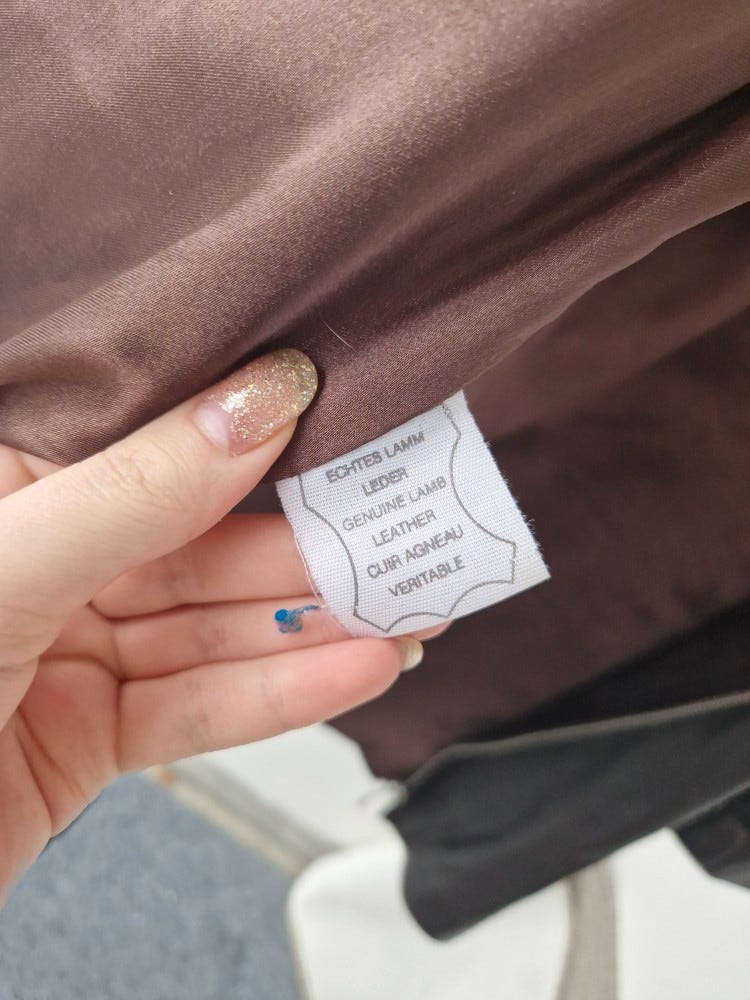 ECHTES LAMM
LEDER
GENUINE LAMB
LEATHER
CUIR AGNEAU
VERITABLE